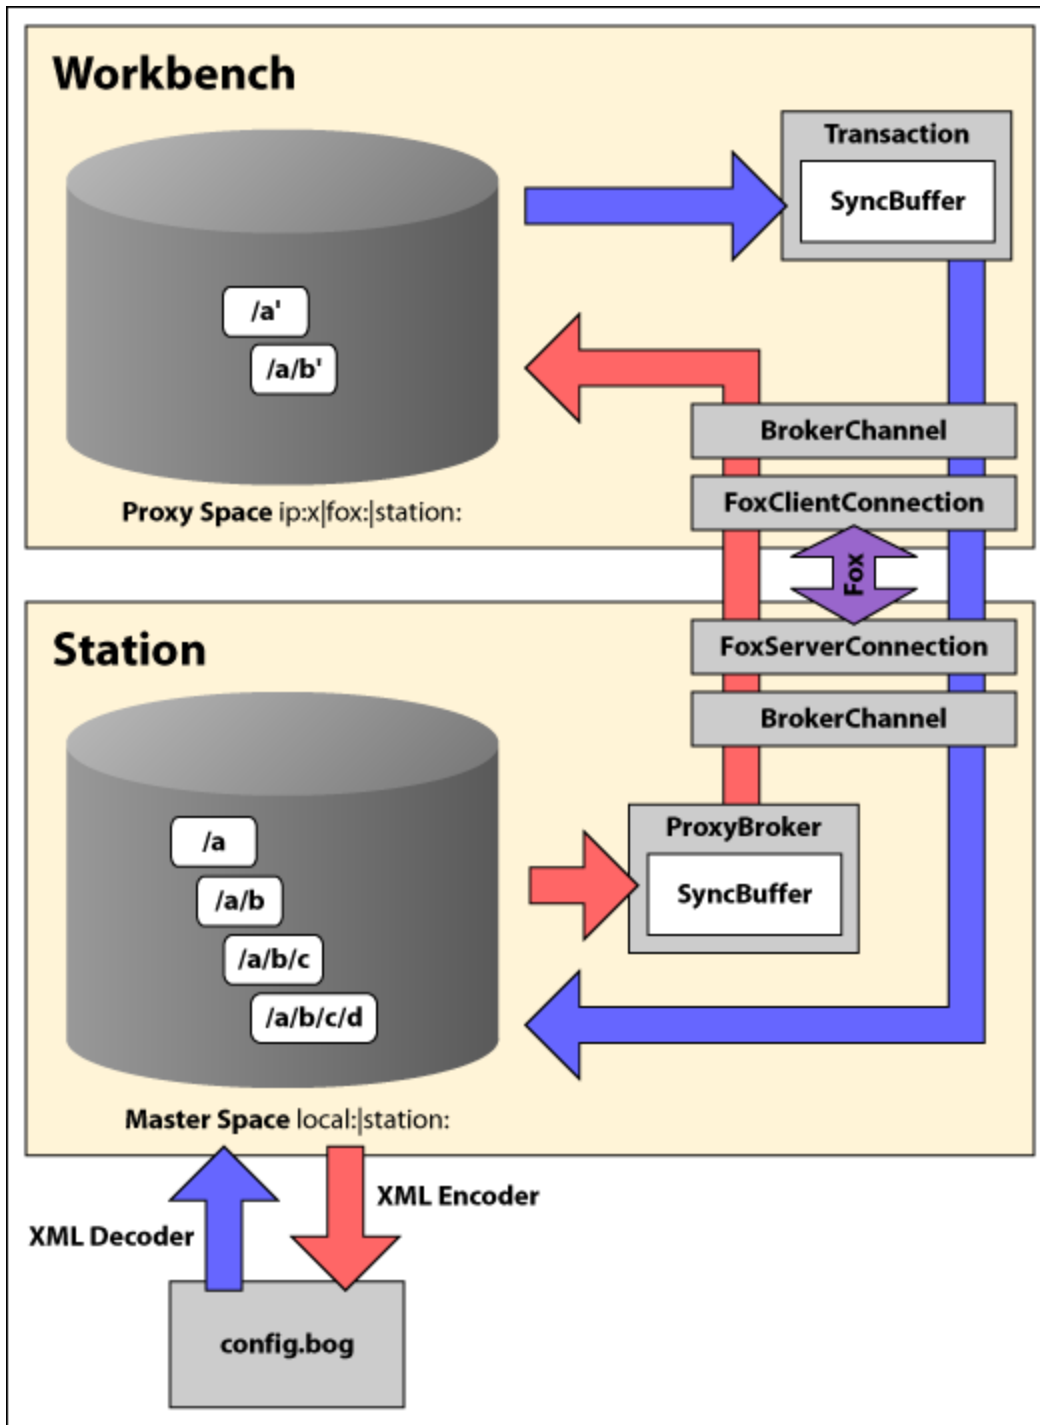 Workbench
Transaction
SyncBuffer
/a'
/a/b'
BrokerChannel
FoxClientConnection
Proxy Space ip:x|fox:|station:
Fox
Station
FoxServerConnection
BrokerChannel
ProxyBroker
SyncBuffer
/a
/a/b
/a/b/c
/a/b/c/d
Master Space local:|station:
XML Encoder
XML Decoder
config.bog